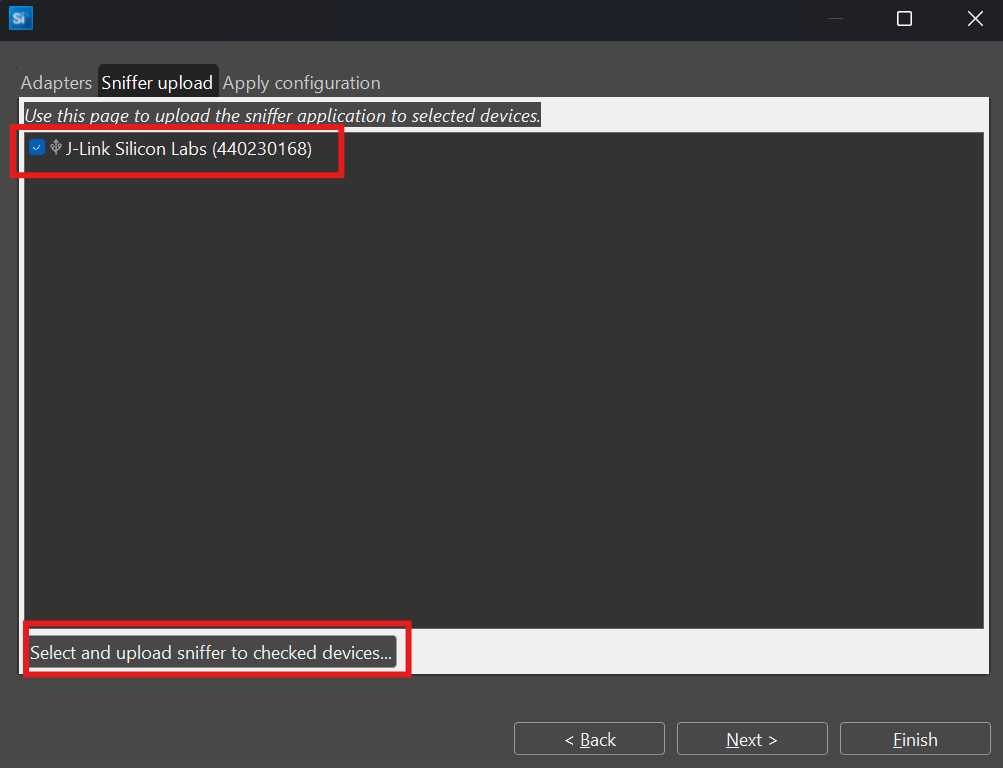 Si
Adapters Sniffer upload Apply configuration
Use this page to upload the sniffer application to selected devices.
J-Link Silicon Labs (440230168)
Select and upload sniffer to checked devices...
< Back Next > Finish